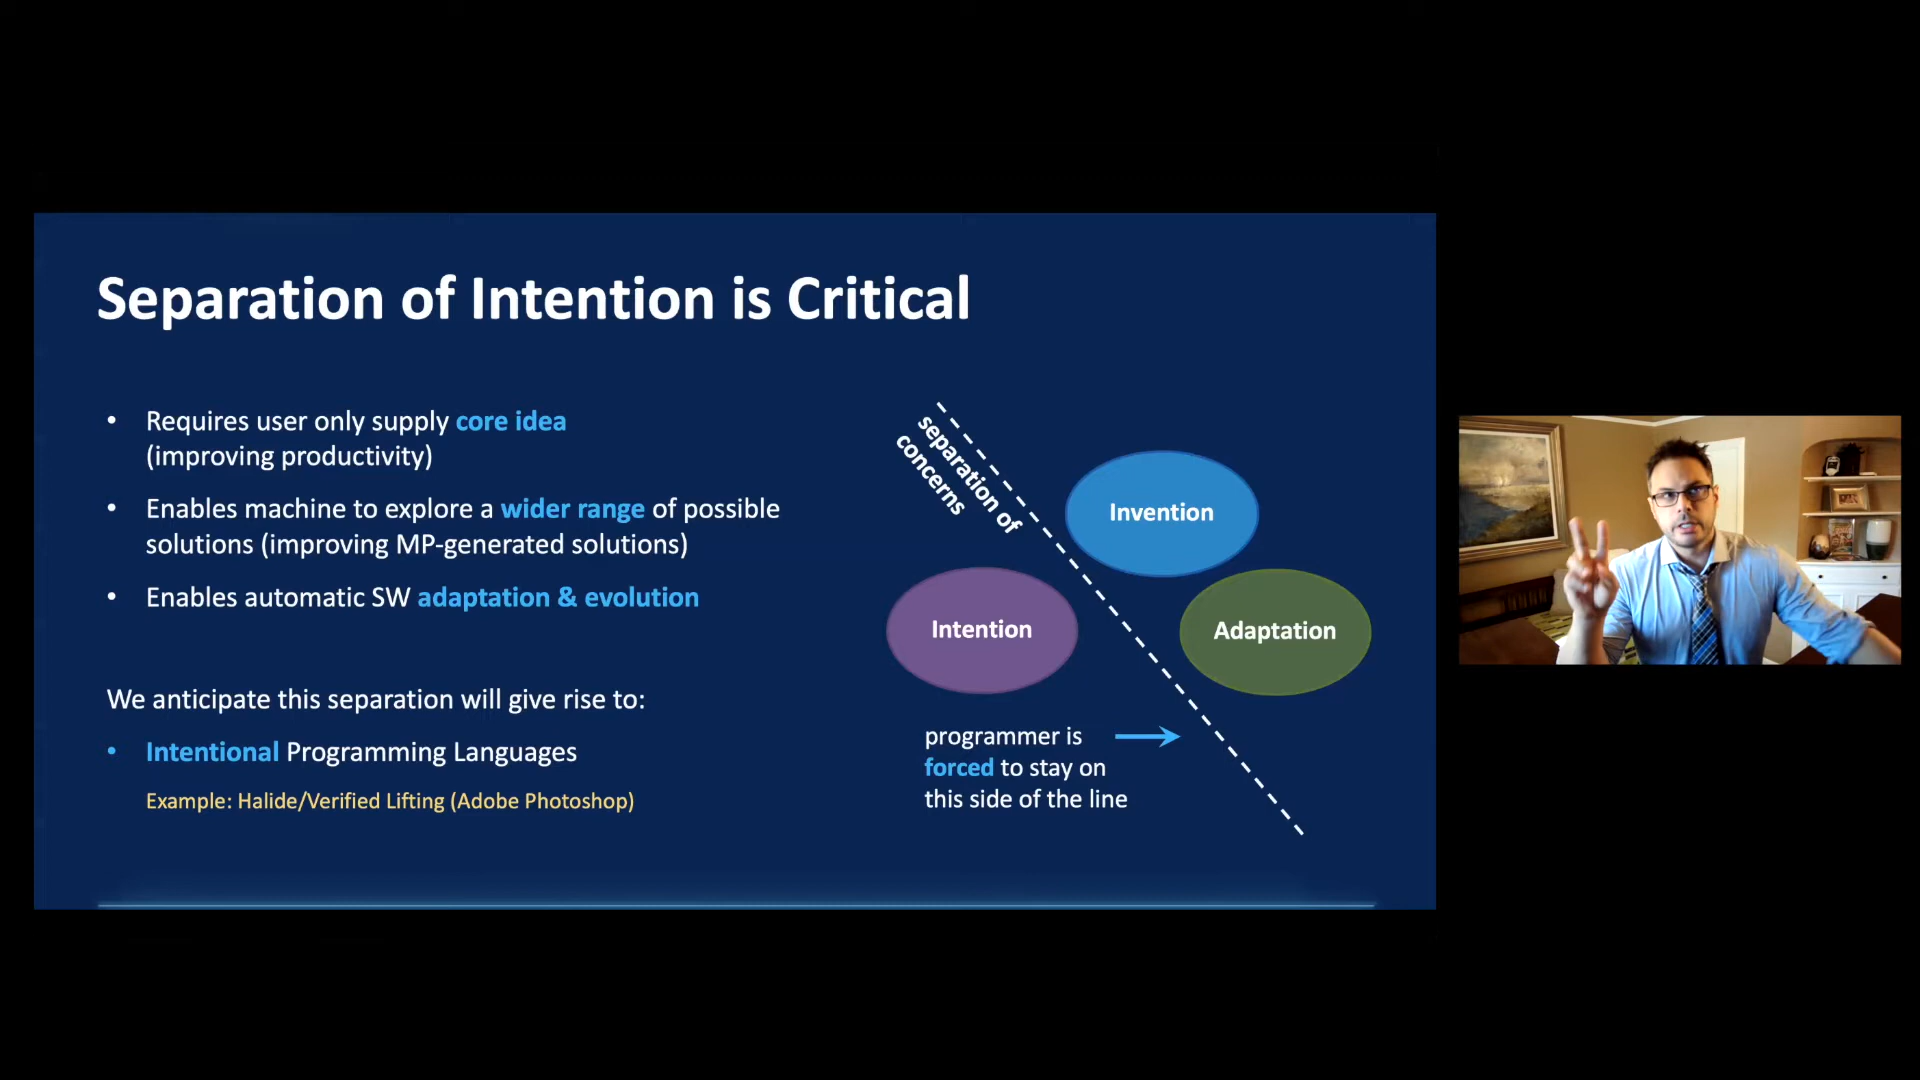 Separation of Intention is Critical
• Requires user only supply core idea
(improving productivity)
• Enables machine to explore a wider range of possible
solutions (improving MP-generated solutions)
• Enables automatic SW adaptation & evolution
We anticipate this separation will give rise to:
• Intentional Programming Languages
Example: Halide/Verified Lifting (Adobe Photoshop)
separation of
concerns
Invention
Intention
Adaptation
programmer is
forced to stay on
this side of the line